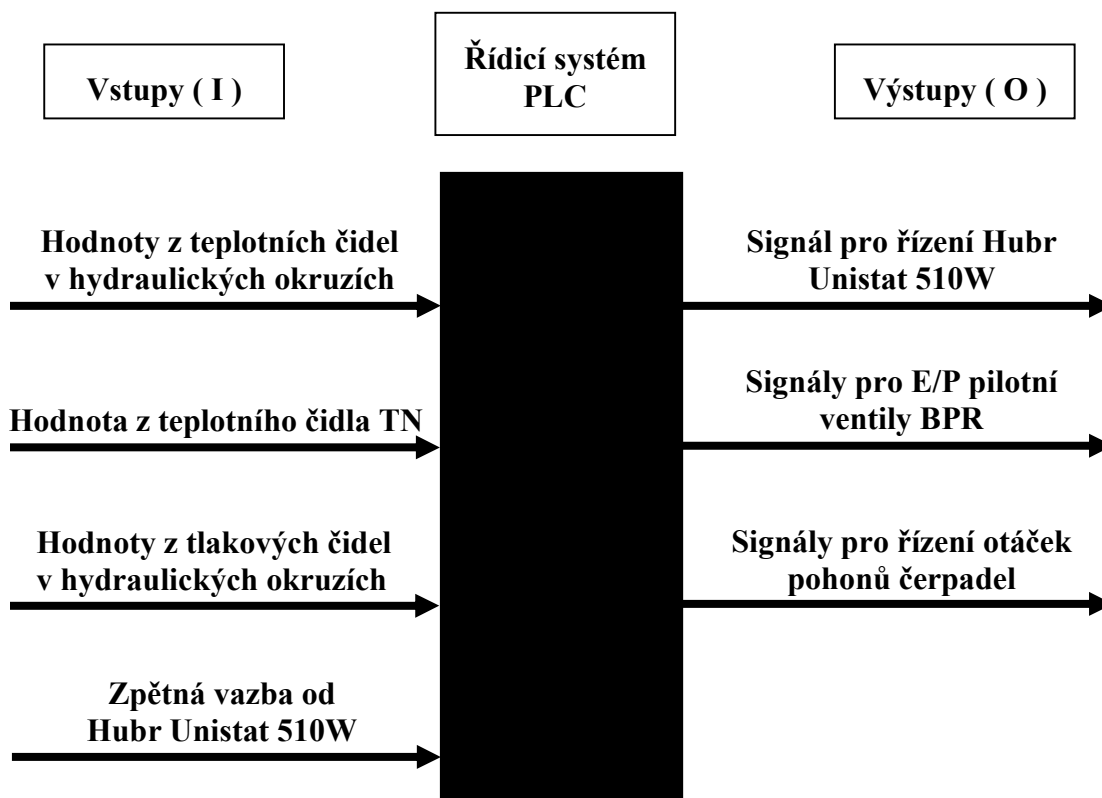 Vstupy ( I )
Řídicí systém
PLC
Výstupy ( O )
Hodnoty z teplotních čidel
v hydraulických okruzích
Hodnota z teplotního čidla TN
Hodnoty z tlakových čidel
v hydraulických okruzích
Zpětná vazba od
Hubr Unistat 510W
Signál pro řízení Hubr
Unistat 510W
Signály pro E/P pilotní
ventily BPR
Signály pro řízení otáček
pohonů čerpadel